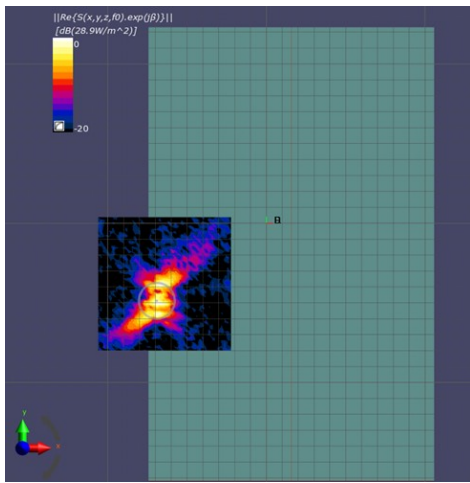 ||Re{S(x,y,z,f0).exp(jβ)}||
[dB(28.9W/m^2)]
0
-20
y
x